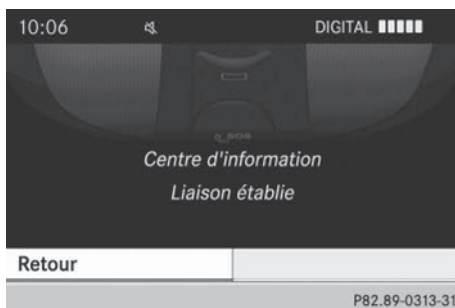 10:06 DIGITAL
Centre d'information
Liaison établie
Retour
P82.89-0313-31